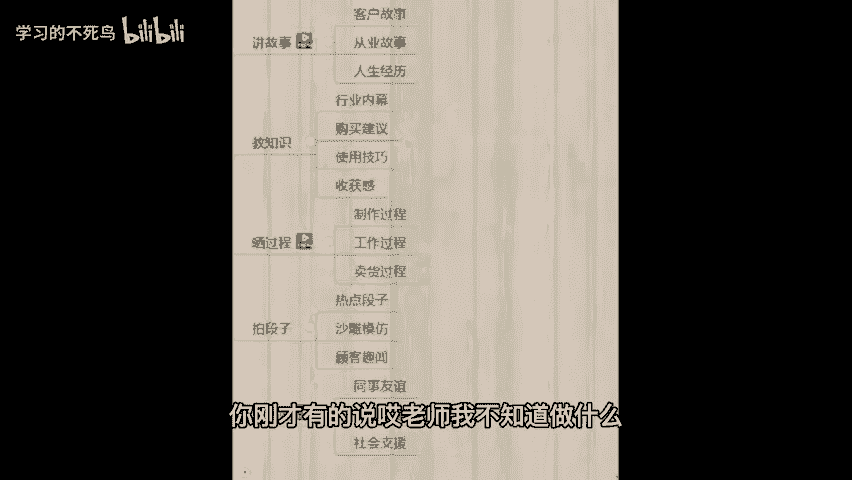 学习的不死鸟 bilibili
客户故事
讲故事
从业故事
人生经历
行业内幕
购买建议
教知识
使用技巧
收获感
制作过程
晒过程
工作过程
卖货过程
热点段子
拍段子
沙雕模仿
顾客趣闻
同事友谊
你刚才有的说哎老师我不知道做什么
社会支援